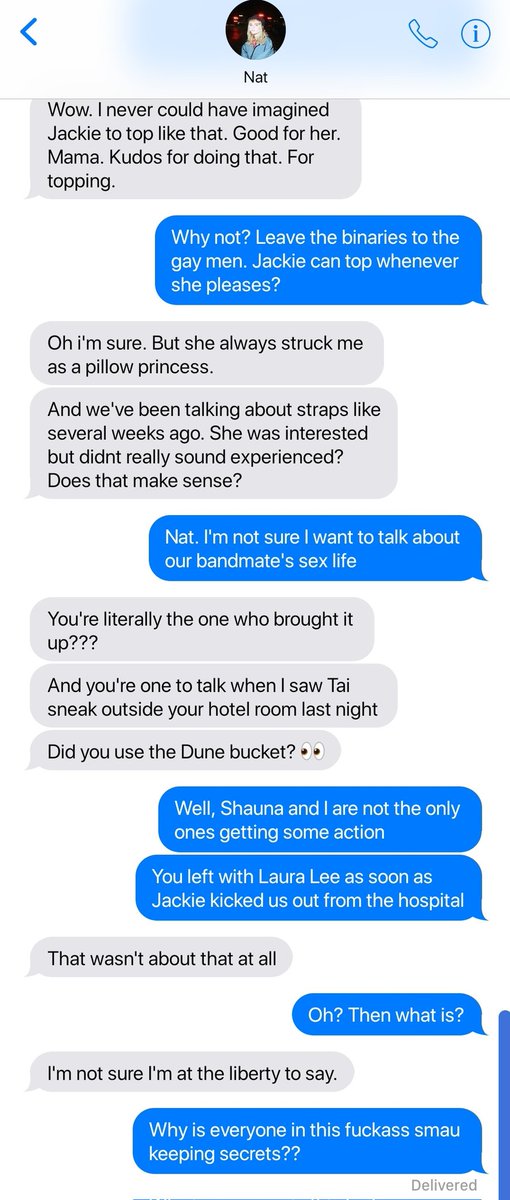 Nat
Wow. I never could have imagined
Jackie to top like that. Good for her.
Mama. Kudos for doing that. For
topping.
Why not? Leave the binaries to the
gay men. Jackie can top whenever
she pleases?
Oh i'm sure. But she always struck me
as a pillow princess.
And we've been talking about straps like
several weeks ago. She was interested
but didnt really sound experienced?
Does that make sense?
Nat. I'm not sure I want to talk about
our bandmate's sex life
You're literally the one who brought it
up???
And you're one to talk when I saw Tai
sneak outside your hotel room last night
Did you use the Dune bucket? 👀
Well, Shauna and I are not the only
ones getting some action
You left with Laura Lee as soon as
Jackie kicked us out from the hospital
That wasn't about that at all
Oh? Then what is?
I'm not sure I'm at the liberty to say.
Why is everyone in this fuckass smau
keeping secrets??
Delivered